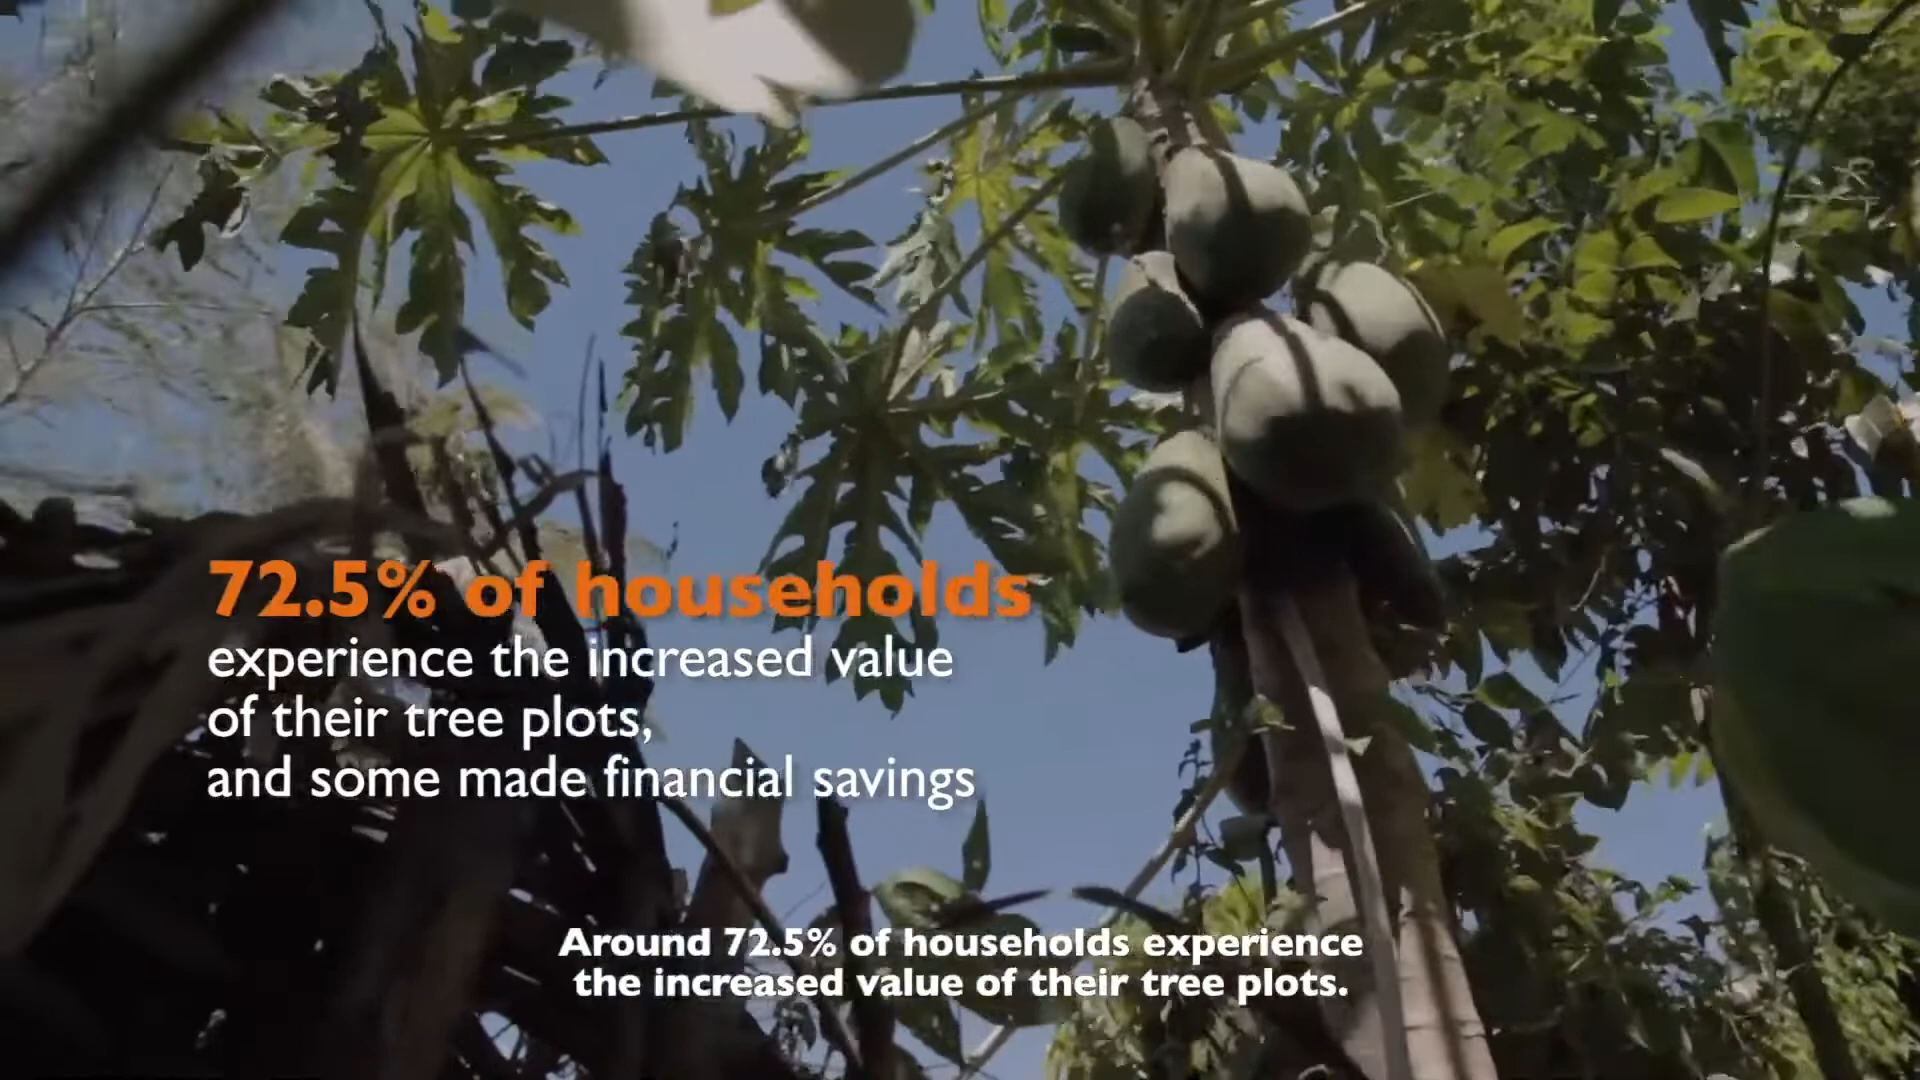 72.5% of households
experience the increased value
of their tree plots,
and some made financial savings
Around 72.5% of households experience
the increased value of their tree plots.